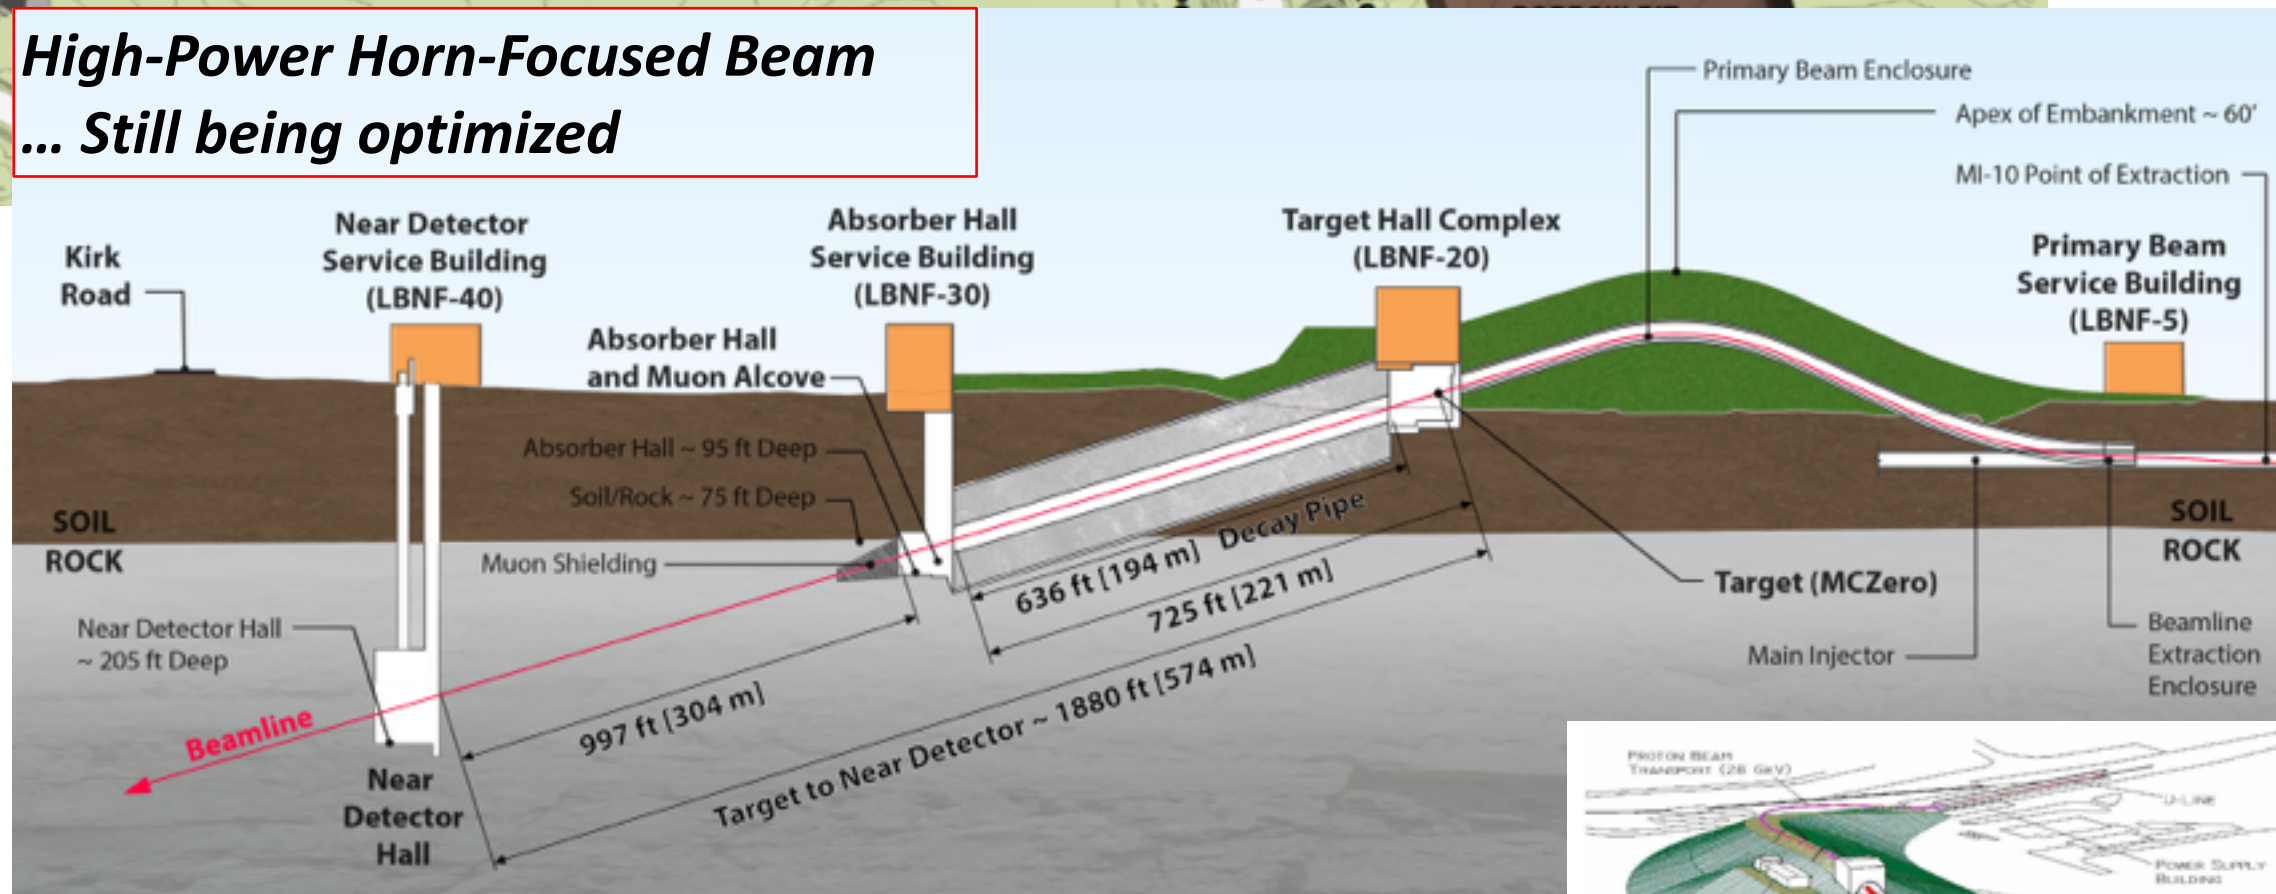 High-Power Horn-Focused Beam
… Still being optimized
Primary Beam Enclosure
Apex of Embankment ~ 60'
MI-10 Point of Extraction
Kirk
Road
Near Detector
Service Building
(LBNF-40)
Absorber Hall
Service Building
(LBNF-30)
Target Hall Complex
(LBNF-20)
Primary Beam
Service Building
(LBNF-5)
Absorber Hall
and Muon Alcove
Absorber Hall ~ 95 ft Deep
Soil/Rock ~ 75 ft Deep
Muon Shielding
SOIL
ROCK
SOIL
ROCK
Near Detector Hall
~ 205 ft Deep
636 ft [194 m] Decay Pipe
725 ft [221 m]
997 ft [304 m]
Target to Near Detector ~ 1880 ft [574 m]
Target (MCZero)
Main Injector
Beamline
Extraction
Enclosure
Beamline
Near
Detector
Hall
PROTON BEAM
TRANSPORT (28 GeV)
U-LINE
POWER SUPPLY
BUILDING